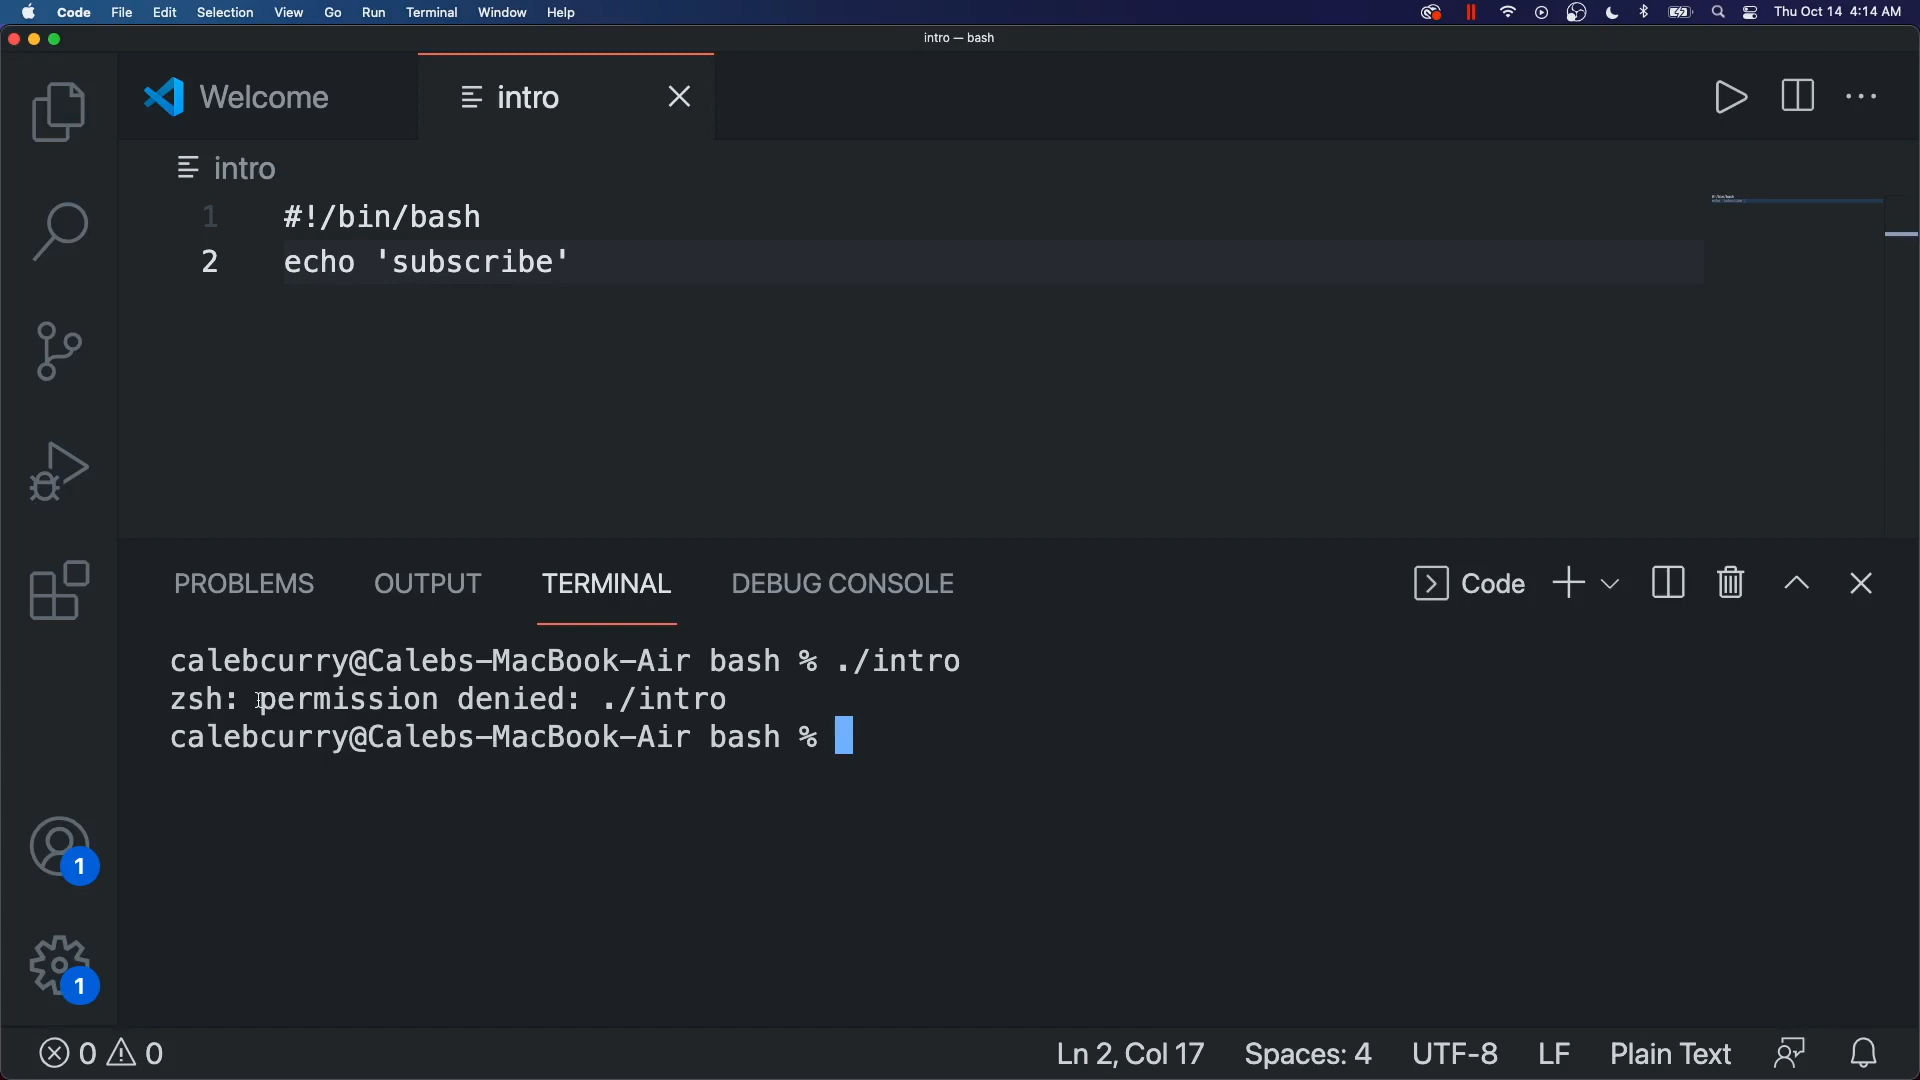 Code File Edit Selection View Go Run Terminal Window Help Thu Oct 14 4:14 AM
intro — bash
Welcome intro
intro
1 #!/bin/bash
2 echo 'subscribe'
PROBLEMS OUTPUT TERMINAL DEBUG CONSOLE Code
calebcurry@Calebs-MacBook-Air bash % ./intro
zsh: permission denied: ./intro
calebcurry@Calebs-MacBook-Air bash %
1
1
0 0 Ln 2, Col 17 Spaces: 4 UTF-8 LF Plain Text